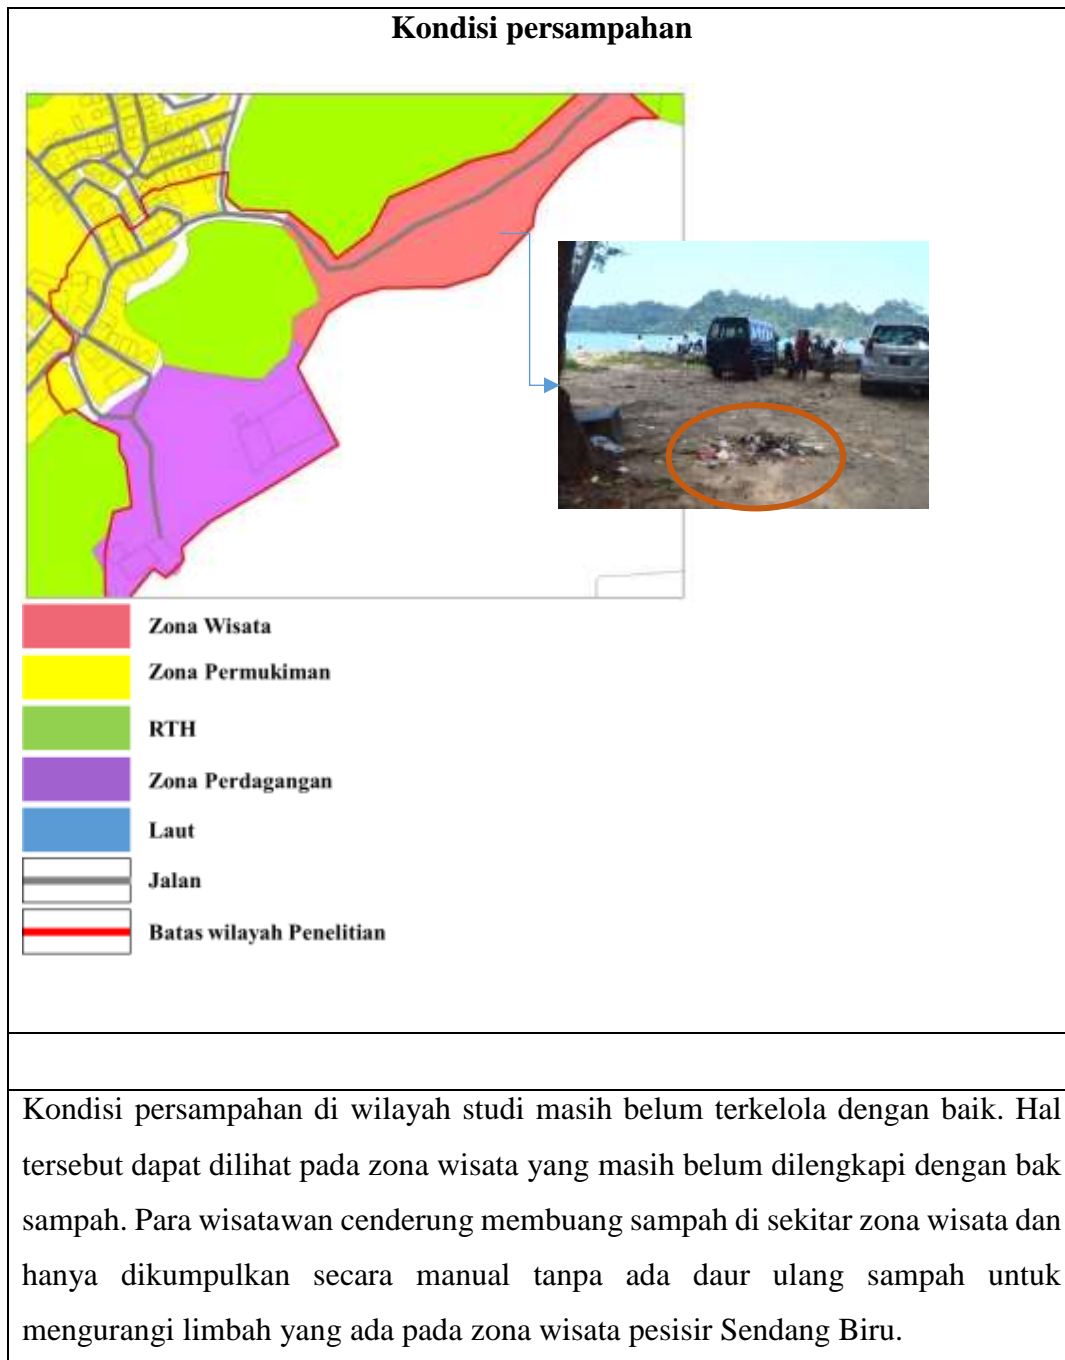 Kondisi persampahan
Zona Wisata
Zona Permukiman
RTH
Zona Perdagangan
Laut
Jalan
Batas wilayah Penelitian
Kondisi persampahan di wilayah studi masih belum terkelola dengan baik. Hal
tersebut dapat dilihat pada zona wisata yang masih belum dilengkapi dengan bak
sampah. Para wisatawan cenderung membuang sampah di sekitar zona wisata dan
hanya dikumpulkan secara manual tanpa ada daur ulang sampah untuk
mengurangi limbah yang ada pada zona wisata pesisir Sendang Biru.